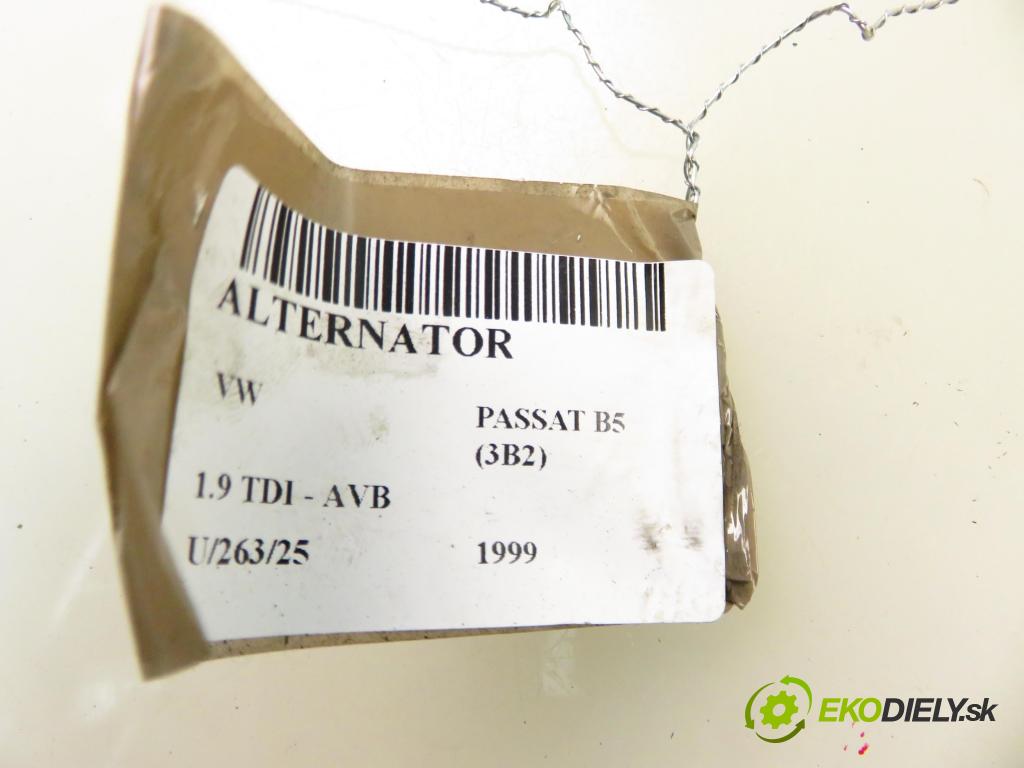 ALTERNATOR
VW
PASSAT B5
(3B2)
1.9 TDI - AVB
U/263/25 1999
EKODIELY.sk